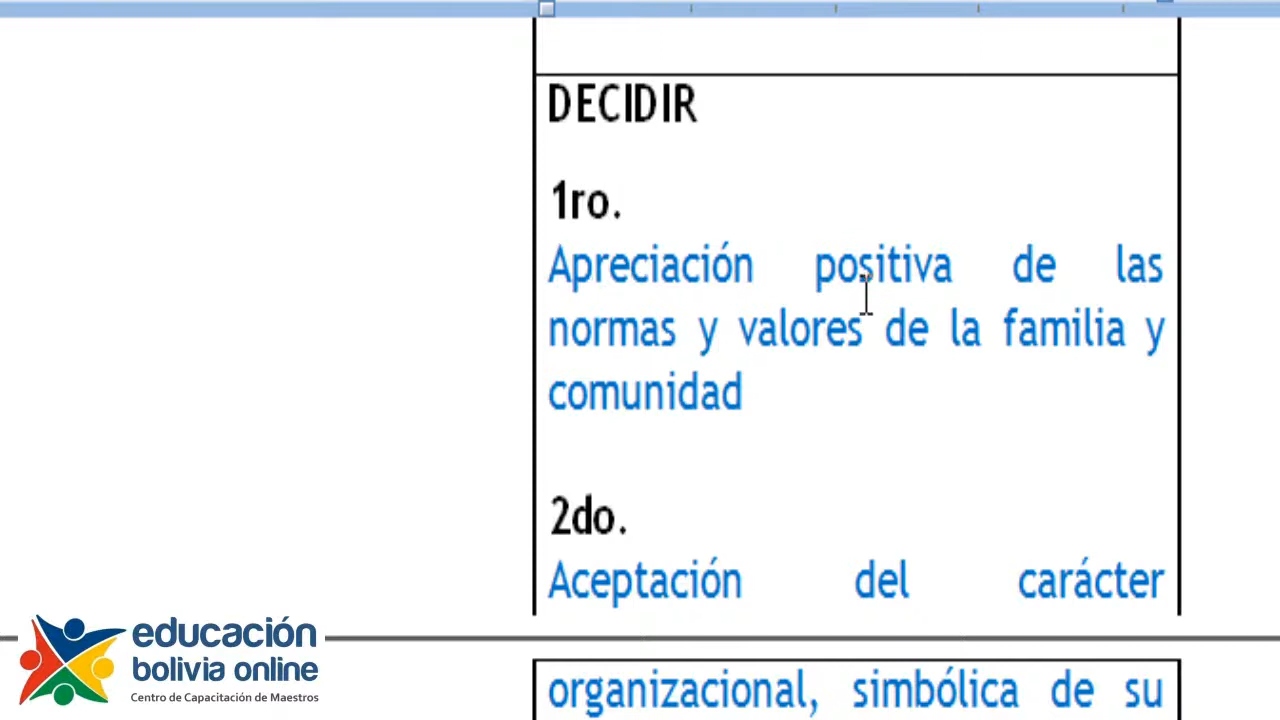 DECIDIR
1ro.
Apreciación positiva de las
normas y valores de la familia y
comunidad
2do.
Aceptación del carácter
organizacional, simbólica de su
educación
bolivia online
Centro de Capacitación de Maestros